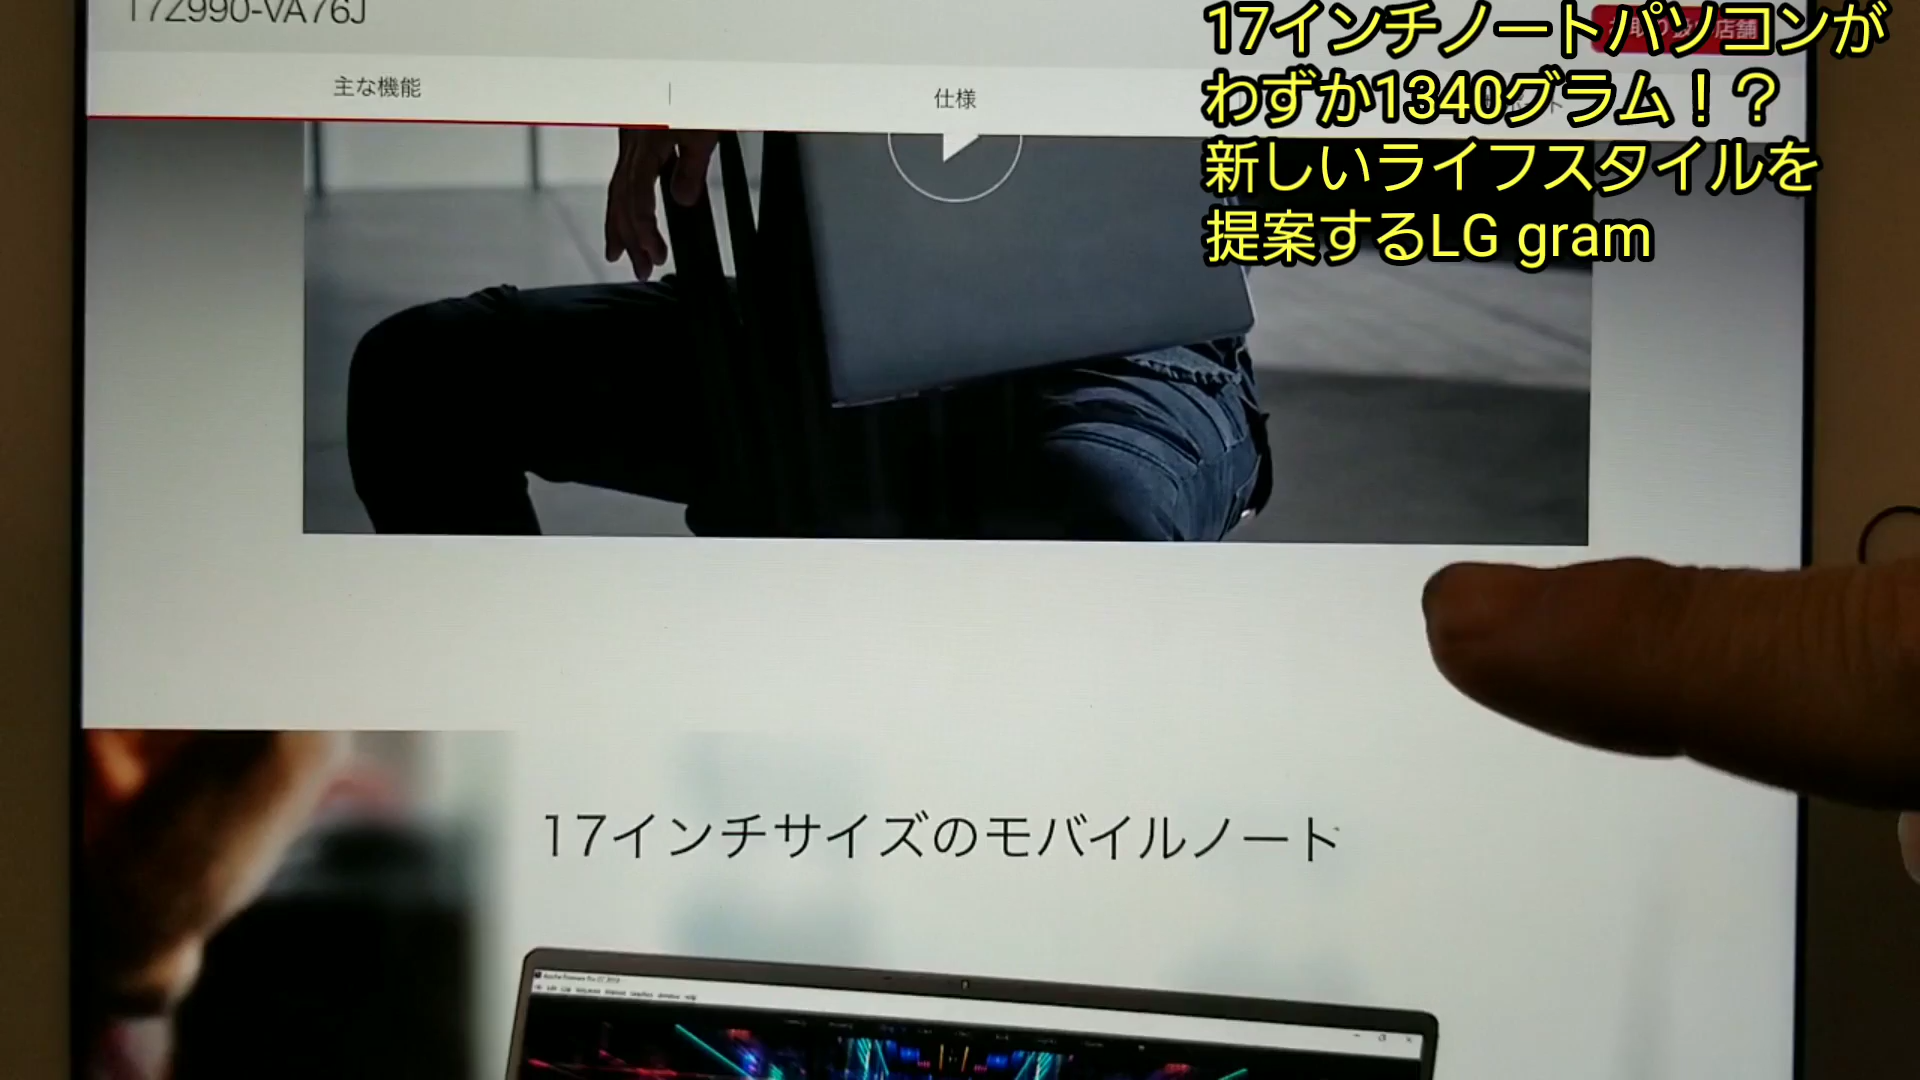 17Z990-VA76J
17インチノートパソコンが
わずか1340グラム！？
新しいライフスタイルを
提案するLG gram
主な機能
仕様
店舗
17インチサイズのモバイルノート